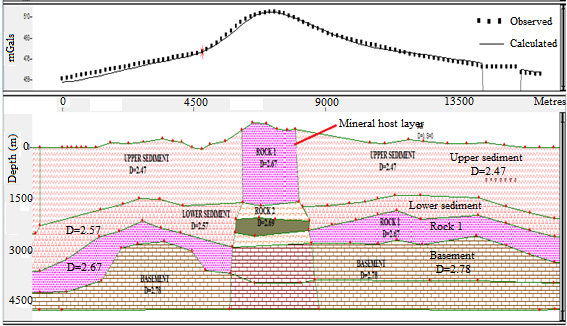 Observed
Calculated
mGals
0
4500
9000
13500
Metres
Mineral host layer
Depth (m)
0
1500
3000
4500
ROCK 1
D=2.67
UPPER SEDIMENT
D=2.47
UPPER SEDIMENT
D=2.47
Upper sediment
D=2.47
LOWER SEDIMENT
D=2.57
ROCK 2
Lower sediment
D=2.57
ROCK 1
D=2.67
Rock 1
D=2.67
BASEMENT
D=2.78
BASEMENT
D=2.78
Basement
D=2.78